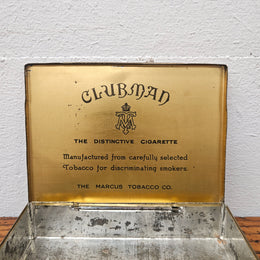 CLUBMAN
THE DISTINCTIVE CIGARETTE
Manufactured from carefully selected
Tobacco for discriminating smokers.
THE MARCUS TOBACCO CO.